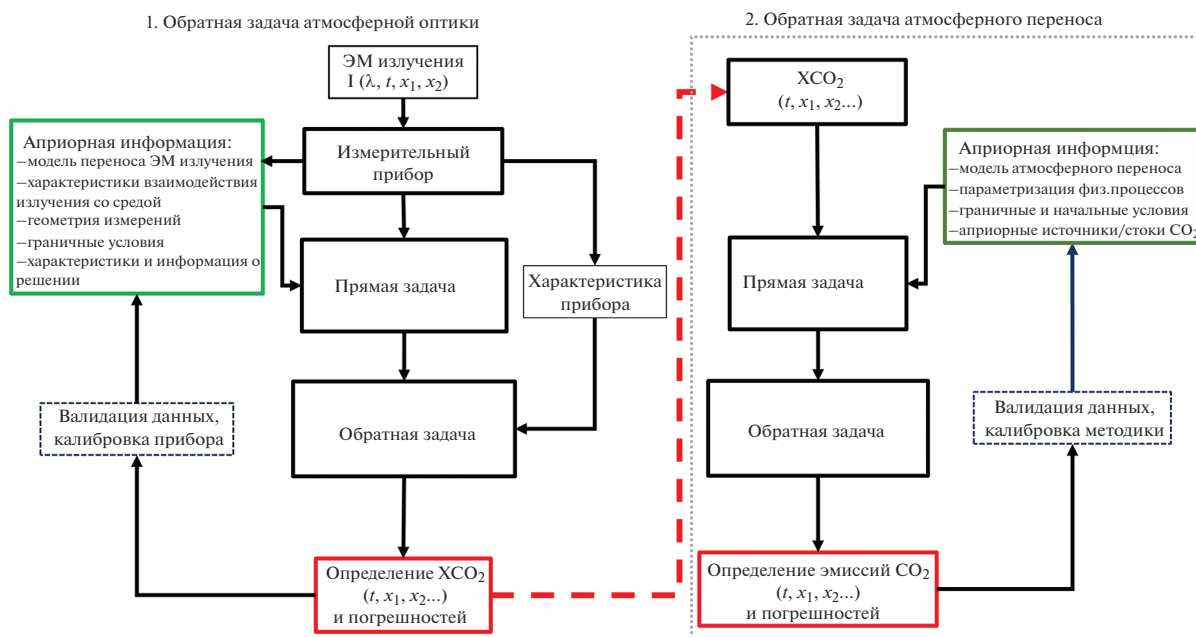 1. Обратная задача атмосферной оптики
ЭМ излучения
I (λ, t, x₁, x₂)
Априорная информация:
−модель переноса ЭМ излучения
−характеристики взаимодействия
излучения со средой
−геометрия измерений
−граничные условия
−характеристики и информация о
решении
Измерительный
прибор
Прямая задача
Характеристика
прибора
Обратная задача
Валидация данных,
калибровка прибора
Определение XCO₂
(t, x₁, x₂...)
и погрешностей
2. Обратная задача атмосферного переноса
XCO₂
(t, x₁, x₂...)
Априорная информция:
−модель атмосферного переноса
−параметризация физ.процессов
−граничные и начальные условия
−априорные источники/стоки CO₂
Прямая задача
Обратная задача
Валидация данных,
калибровка методики
Определение эмиссий CO₂
(t, x₁, x₂...)
и погрешностей